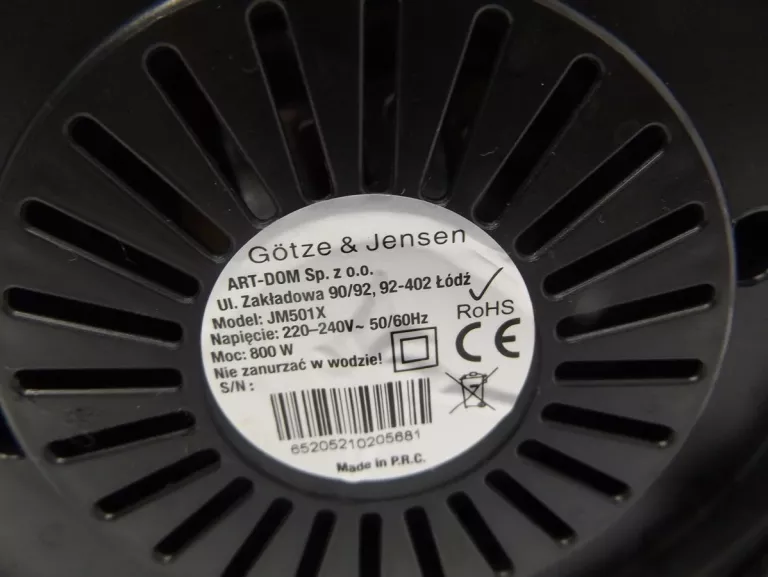 Götze & Jensen
ART-DOM Sp. z o.o.
Ul. Zakładowa 90/92, 92-402 Łódź
Model: JM501X
Napięcie: 220–240V~ 50/60Hz
Moc: 800 W
Nie zanurzać w wodzie!
S/N :
RoHS
CE
65205210205681
Made in P.R.C.